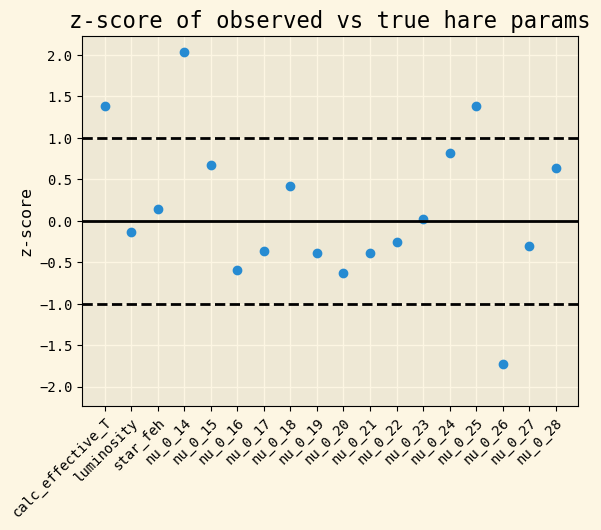 z-score of observed vs true hare params
z-score
2.0
1.5
1.0
0.5
0.0
−0.5
−1.0
−1.5
−2.0
calc_effective_T
luminosity
star_feh
nu_0_14
nu_0_15
nu_0_16
nu_0_17
nu_0_18
nu_0_19
nu_0_20
nu_0_21
nu_0_22
nu_0_23
nu_0_24
nu_0_25
nu_0_26
nu_0_27
nu_0_28